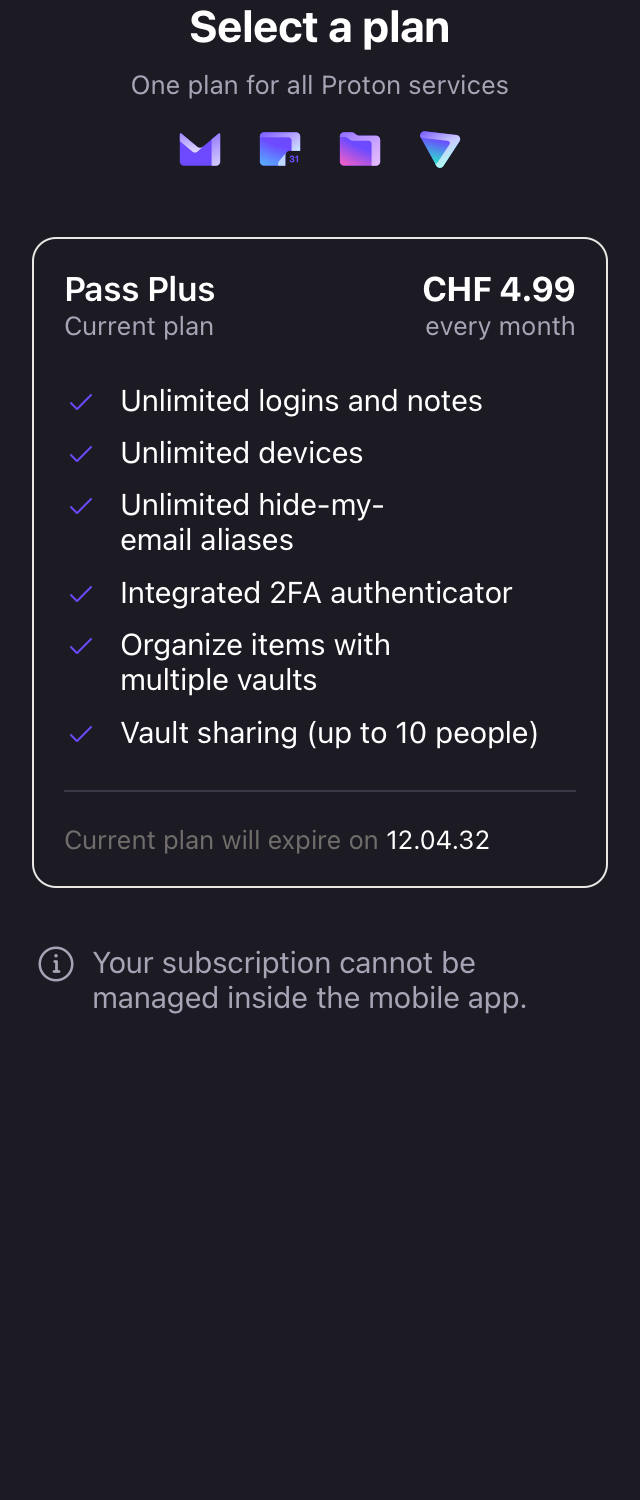 Select a plan
One plan for all Proton services
31
Pass Plus
CHF 4.99
Current plan
every month
Unlimited logins and notes
Unlimited devices
Unlimited hide-my-
email aliases
Integrated 2FA authenticator
Organize items with
multiple vaults
Vault sharing (up to 10 people)
Current plan will expire on 12.04.32
Your subscription cannot be
managed inside the mobile app.